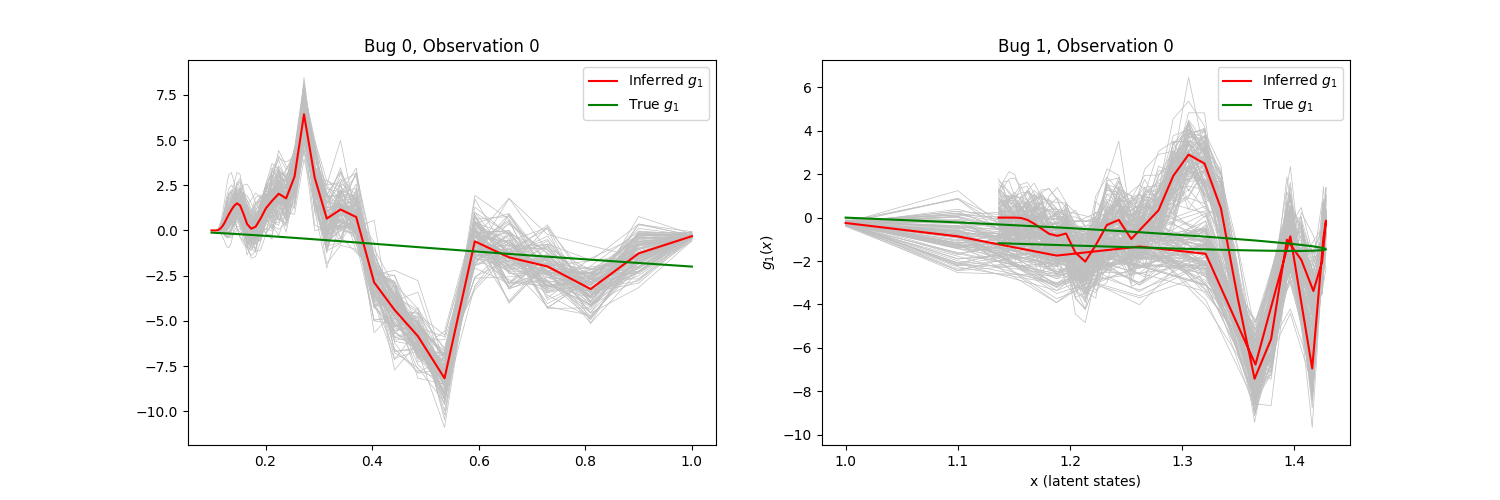 Bug 0, Observation 0
Inferred g₁
True g₁
7.5
5.0
2.5
0.0
−2.5
−5.0
−7.5
−10.0
0.2 0.4 0.6 0.8 1.0
Bug 1, Observation 0
Inferred g₁
True g₁
6
4
2
0
−2
−4
−6
−8
−10
g₁(x)
1.0 1.1 1.2 1.3 1.4
x (latent states)